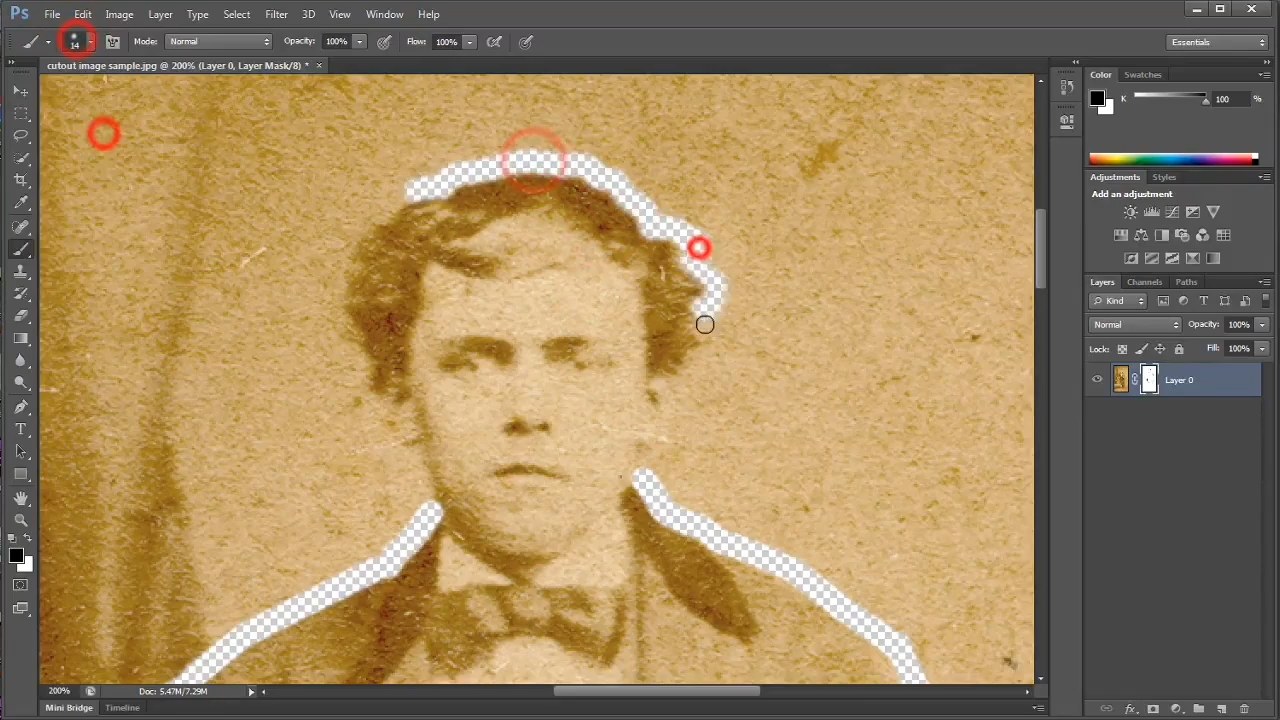 Ps File Edit Image Layer Type Select Filter 3D View Window Help
14 Mode: Normal Opacity: 100% Flow: 100% Essentials
cutout image sample.jpg @ 200% (Layer 0, Layer Mask/8) * ×
Color Swatches
K 100 %
Adjustments Styles
Add an adjustment
Layers Channels Paths
Kind
Normal Opacity: 100%
Lock: Fill: 100%
Layer 0
200% Doc: 5.47M/7.29M
Mini Bridge Timeline